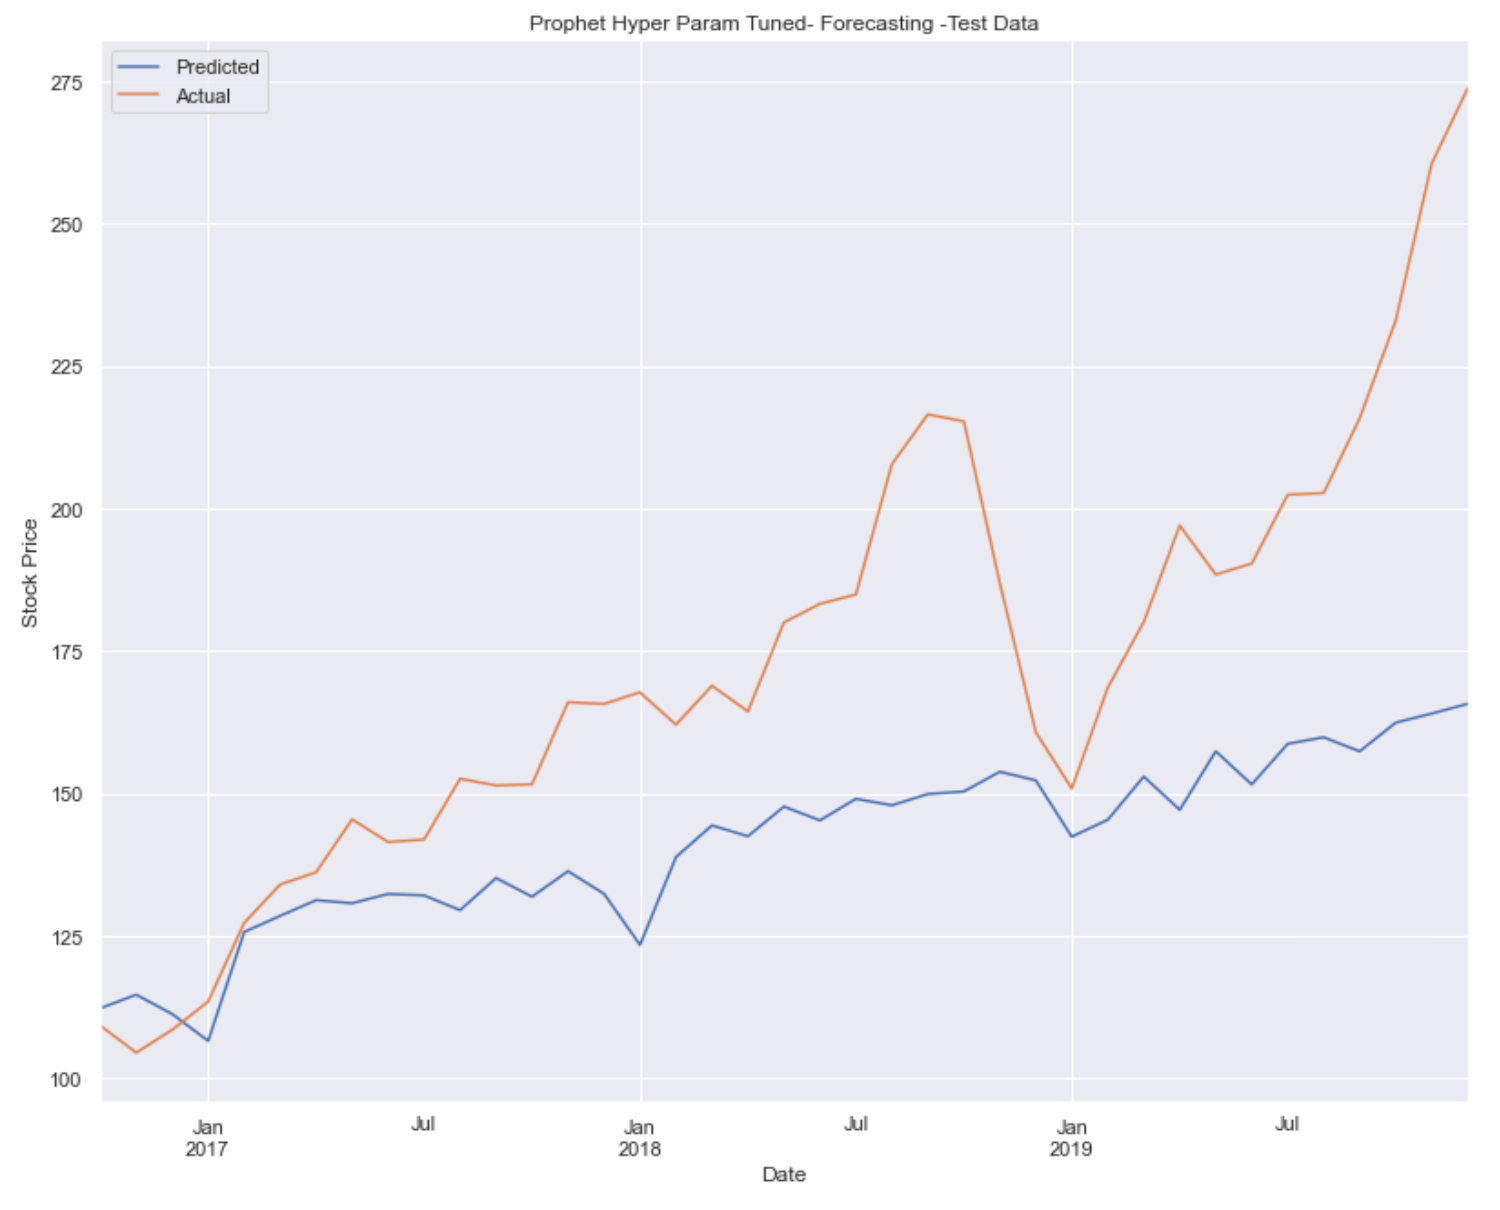 Prophet Hyper Param Tuned- Forecasting -Test Data
Predicted
Actual
275
250
225
200
175
150
125
100
Stock Price
Jan
2017
Jul
Jan
2018
Jul
Jan
2019
Jul
Date